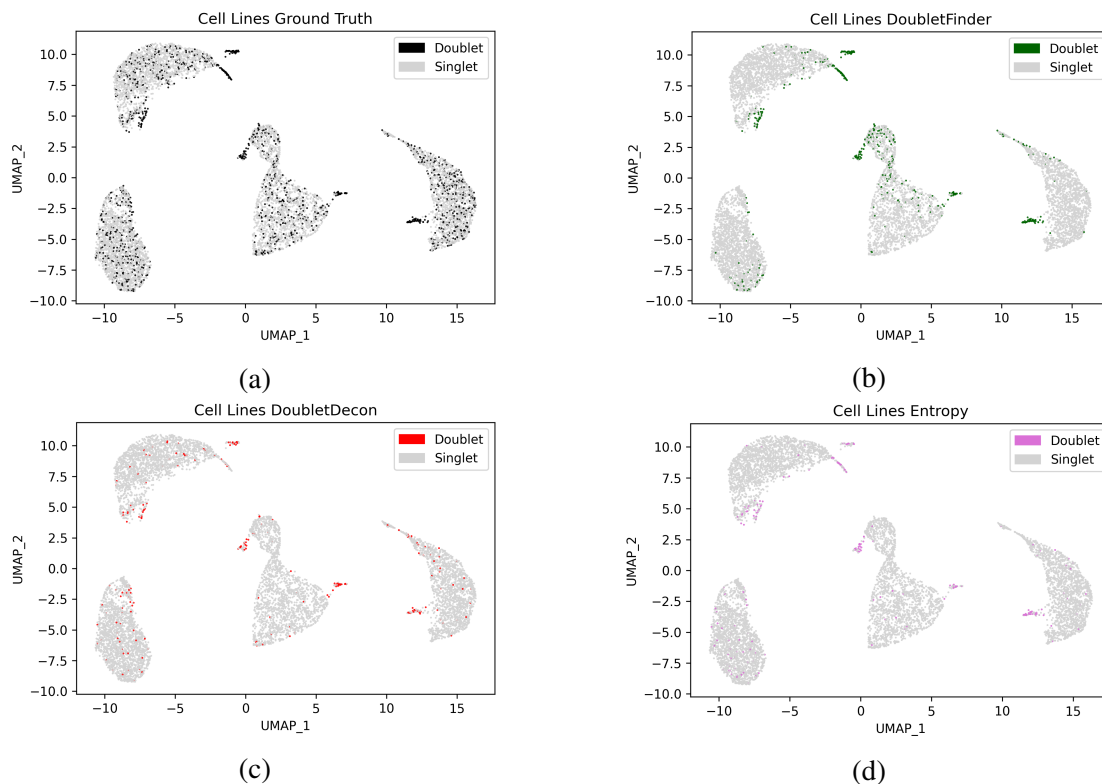 Cell Lines Ground Truth
Doublet
Singlet
10.0
7.5
5.0
2.5
0.0
−2.5
−5.0
−7.5
−10.0
UMAP_2
−10
−5
0
5
10
15
UMAP_1
(a)
Cell Lines DoubletFinder
Doublet
Singlet
10.0
7.5
5.0
2.5
0.0
−2.5
−5.0
−7.5
−10.0
UMAP_2
−10
−5
0
5
10
15
UMAP_1
(b)
Cell Lines DoubletDecon
Doublet
Singlet
10.0
7.5
5.0
2.5
0.0
−2.5
−5.0
−7.5
−10.0
UMAP_2
−10
−5
0
5
10
15
UMAP_1
(c)
Cell Lines Entropy
Doublet
Singlet
10.0
7.5
5.0
2.5
0.0
−2.5
−5.0
−7.5
−10.0
UMAP_2
−10
−5
0
5
10
15
UMAP_1
(d)